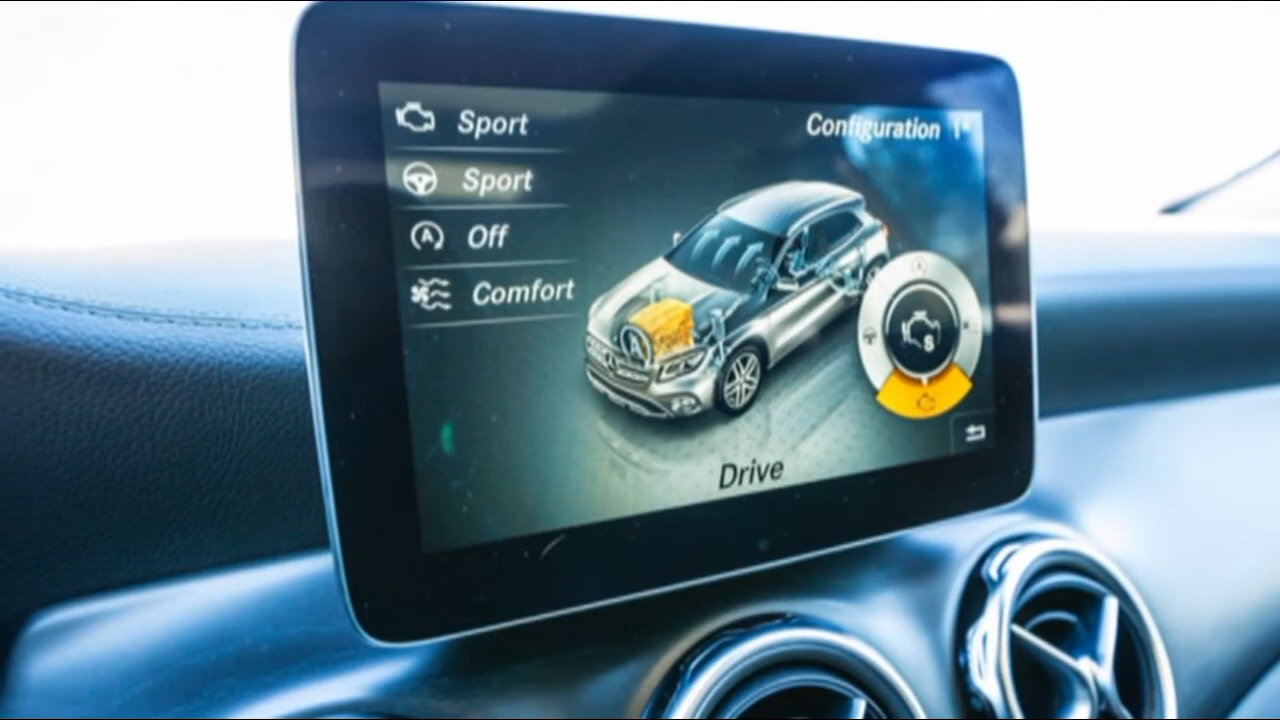 Sport
Configuration
Sport
A
Off
Comfort
A
S
Drive